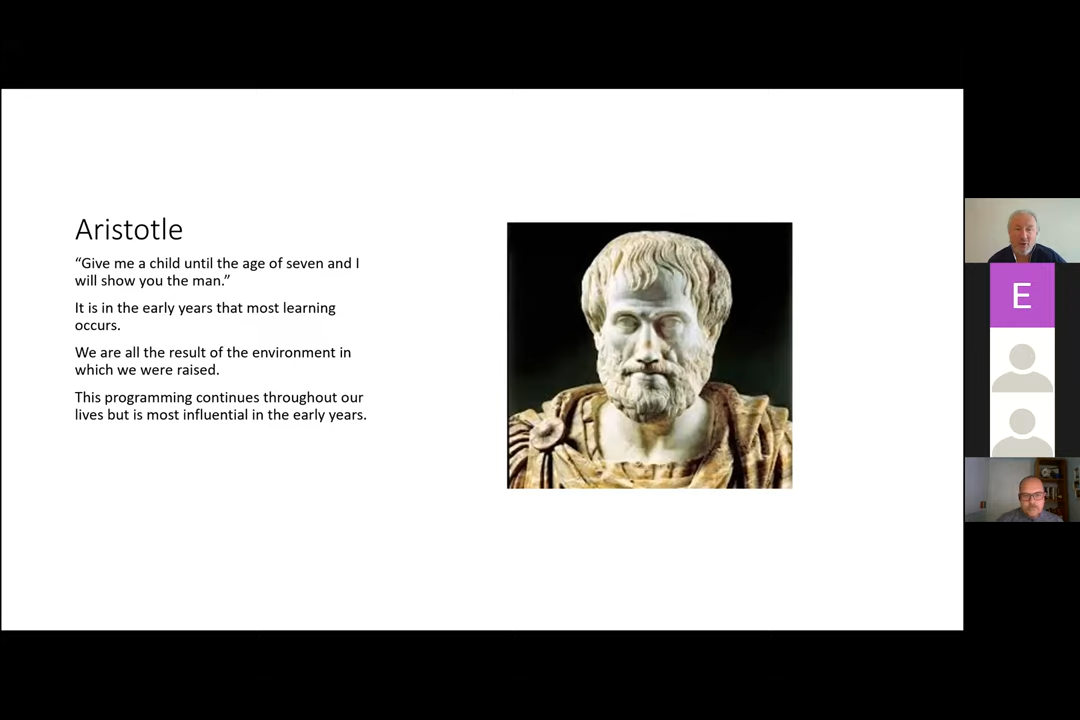 Aristotle
“Give me a child until the age of seven and I
will show you the man.”
It is in the early years that most learning
occurs.
We are all the result of the environment in
which we were raised.
This programming continues throughout our
lives but is most influential in the early years.
E